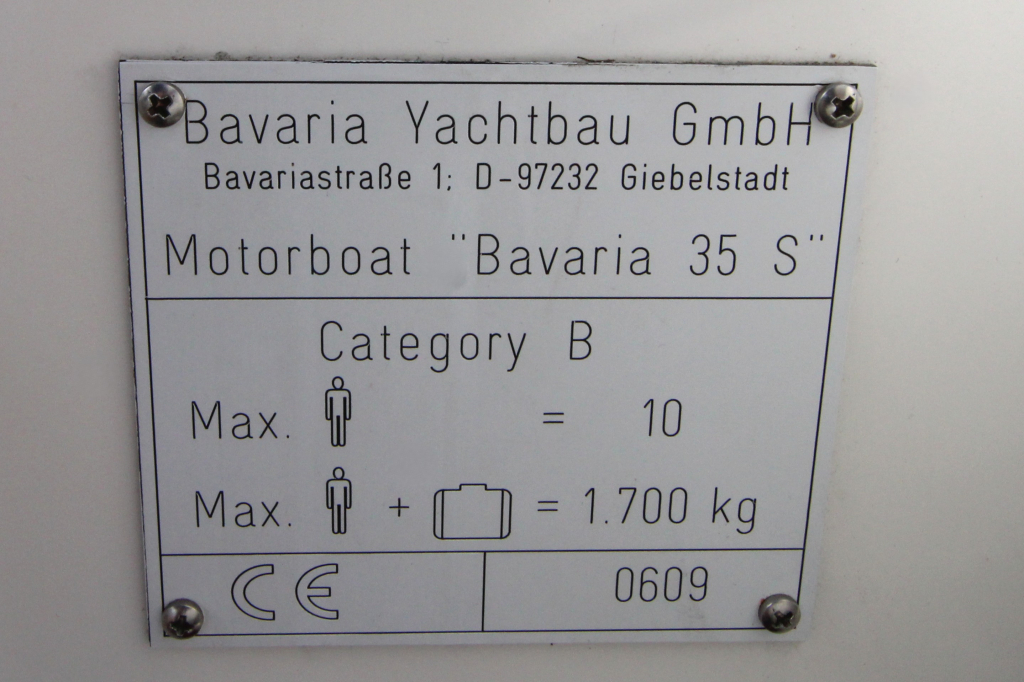 Bavaria Yachtbau GmbH
Bavariastraße 1; D-97232 Giebelstadt
Motorboat "Bavaria 35 S"
Category B
Max. = 10
Max. + = 1.700 kg
CE 0609